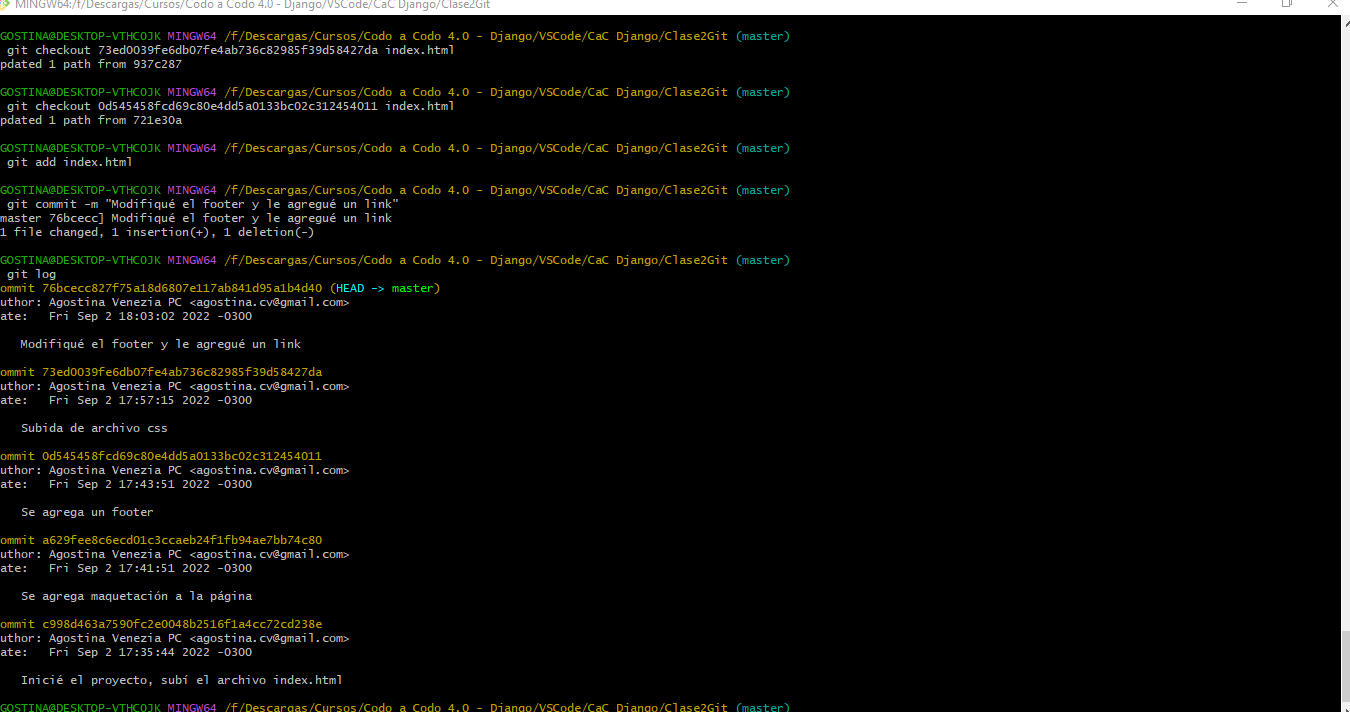 MINGW64:/f/Descargas/Cursos/Codo a Codo 4.0 - Django/VSCode/CaC Django/Clase2Git
GOSTINA@DESKTOP-VTHCOJK MINGW64 /f/Descargas/Cursos/Codo a Codo 4.0 - Django/VSCode/CaC Django/Clase2Git (master)
git checkout 73ed0039fe6db07fe4ab736c82985f39d58427da index.html
pdated 1 path from 937c287
GOSTINA@DESKTOP-VTHCOJK MINGW64 /f/Descargas/Cursos/Codo a Codo 4.0 - Django/VSCode/CaC Django/Clase2Git (master)
git checkout 0d545458fcd69c80e4dd5a0133bc02c312454011 index.html
pdated 1 path from 721e30a
GOSTINA@DESKTOP-VTHCOJK MINGW64 /f/Descargas/Cursos/Codo a Codo 4.0 - Django/VSCode/CaC Django/Clase2Git (master)
git add index.html
GOSTINA@DESKTOP-VTHCOJK MINGW64 /f/Descargas/Cursos/Codo a Codo 4.0 - Django/VSCode/CaC Django/Clase2Git (master)
git commit -m "Modifiqué el footer y le agregué un link"
master 76bcecc] Modifiqué el footer y le agregué un link
1 file changed, 1 insertion(+), 1 deletion(-)
GOSTINA@DESKTOP-VTHCOJK MINGW64 /f/Descargas/Cursos/Codo a Codo 4.0 - Django/VSCode/CaC Django/Clase2Git (master)
git log
ommit 76bcecc827f75a18d6807e117ab841d95a1b4d40 (HEAD -> master)
uthor: Agostina Venezia PC <agostina.cv@gmail.com>
ate:   Fri Sep 2 18:03:02 2022 -0300
Modifiqué el footer y le agregué un link
ommit 73ed0039fe6db07fe4ab736c82985f39d58427da
uthor: Agostina Venezia PC <agostina.cv@gmail.com>
ate:   Fri Sep 2 17:57:15 2022 -0300
Subida de archivo css
ommit 0d545458fcd69c80e4dd5a0133bc02c312454011
uthor: Agostina Venezia PC <agostina.cv@gmail.com>
ate:   Fri Sep 2 17:43:51 2022 -0300
Se agrega un footer
ommit a629fee8c6ecd01c3ccaeb24f1fb94ae7bb74c80
uthor: Agostina Venezia PC <agostina.cv@gmail.com>
ate:   Fri Sep 2 17:41:51 2022 -0300
Se agrega maquetación a la página
ommit c998d463a7590fc2e0048b2516f1a4cc72cd238e
uthor: Agostina Venezia PC <agostina.cv@gmail.com>
ate:   Fri Sep 2 17:35:44 2022 -0300
Inicié el proyecto, subí el archivo index.html
GOSTINA@DESKTOP-VTHCOJK MINGW64 /f/Descargas/Cursos/Codo a Codo 4.0 - Django/VSCode/CaC Django/Clase2Git (master)